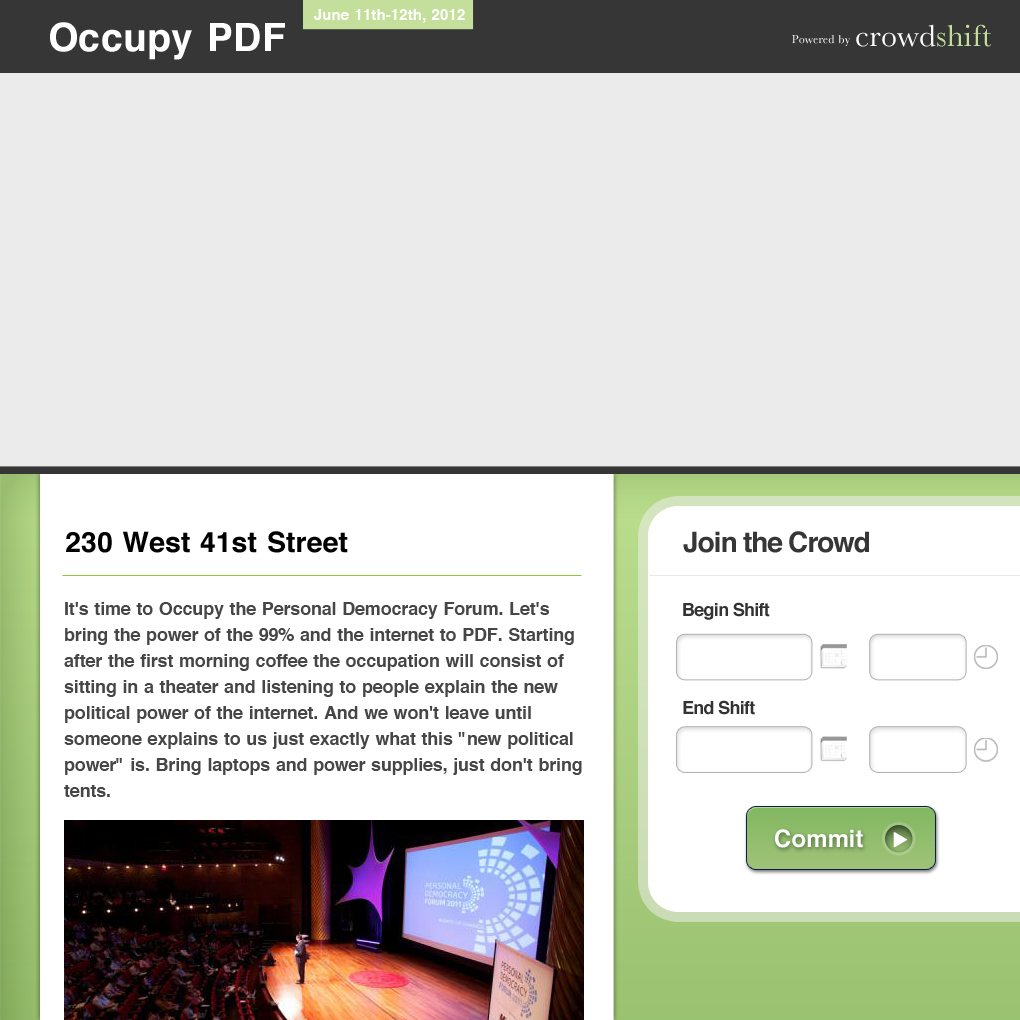 Occupy PDF
June 11th-12th, 2012
Powered by crowdshift
230 West 41st Street
It's time to Occupy the Personal Democracy Forum. Let's
bring the power of the 99% and the internet to PDF. Starting
after the first morning coffee the occupation will consist of
sitting in a theater and listening to people explain the new
political power of the internet. And we won't leave until
someone explains to us just exactly what this "new political
power" is. Bring laptops and power supplies, just don't bring
tents.
Join the Crowd
Begin Shift
End Shift
Commit
PERSONAL
DEMOCRACY
FORUM 2011
PERSONAL
DEMOCRACY
FORUM 2011